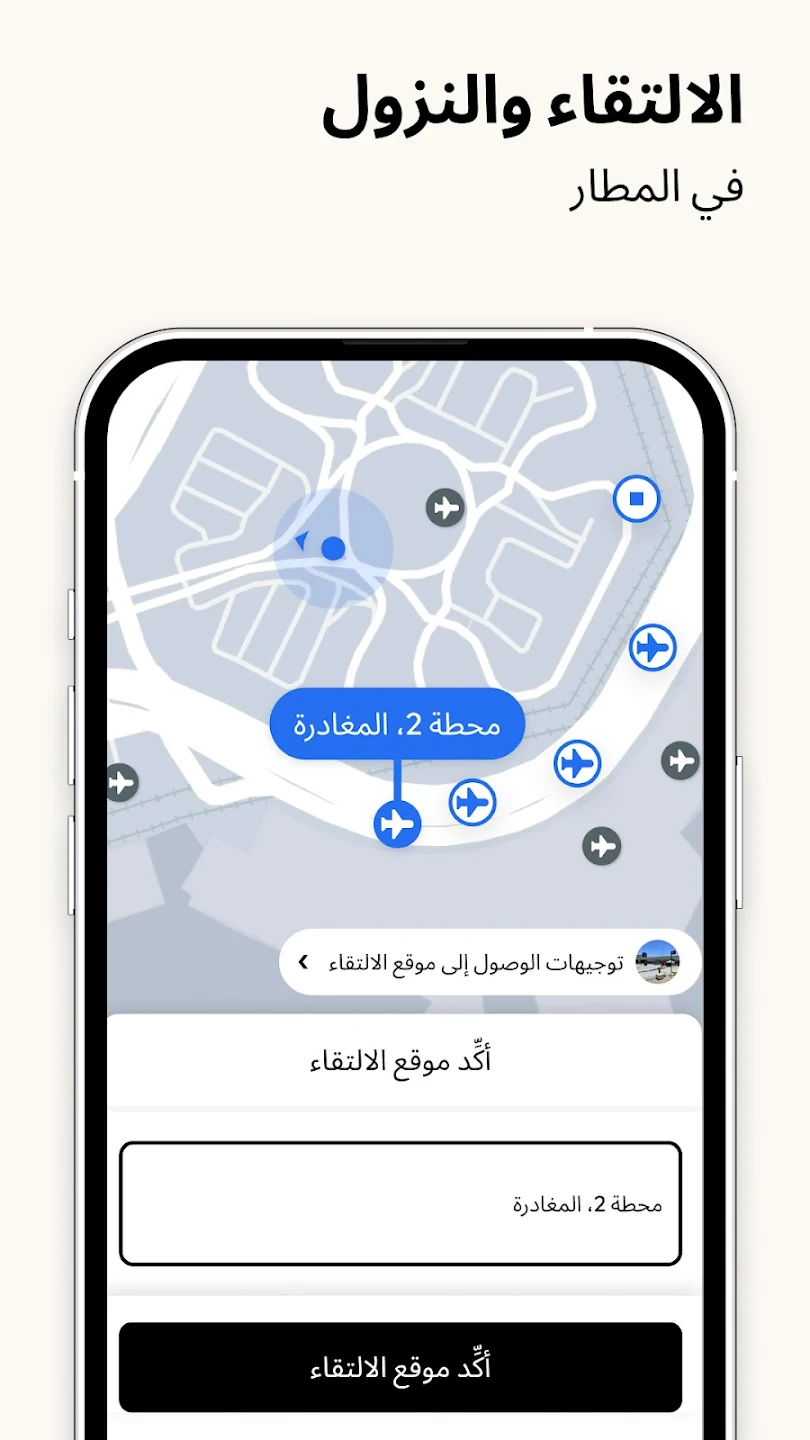 الالتقاء والنزول
في المطار
محطة 2، المغادرة
توجيهات الوصول إلى موقع الالتقاء
أكِّد موقع الالتقاء
محطة 2، المغادرة
أكِّد موقع الالتقاء